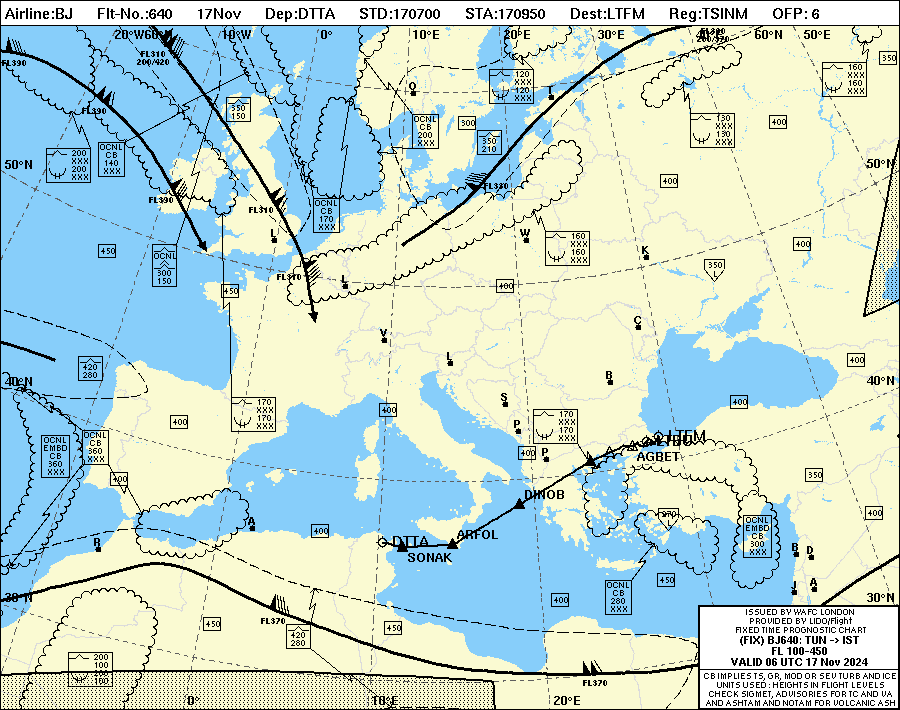 Airline:BJ Flt-No:640 17Nov Dep:DTTA STD:170700 STA:170950 Dest:LTFM Reg:TSINM OFP: 6
20°W 60°N 10°W 0° 10°E 20°E 30°E 60°N 50°E
FL390
FL310
200/420
350
160
XXX
160
XXX
120
XXX
120
XXX
O
T
FL390
350
150
OCNL
CB
200
XXX
300
350
210
130
XXX
130
XXX
400
50°N
200
XXX
200
XXX
OCNL
CB
140
XXX
50°N
FL330
400
FL390
FL310
OCNL
CB
170
XXX
L
W
160
XXX
160
XXX
K
400
450
OCNL
300
150
350
L
FL310
L
450
400
C
V
L
420
280
400
40°N
B
40°N
S
400
400
170
XXX
170
XXX
400
170
XXX
170
XXX
P
LTFM
OCNL
EMBD
CB
360
XXX
OCNL
CB
360
XXX
P
400
AGBET
400
350
DINOB
270
L
400
A
400
ARFOL
OCNL
EMBD
CB
300
XXX
R
DTTA
SONAK
B
D
450
J
A
30°N
OCNL
CB
280
XXX
400
30°N
FL370
450
420
280
450
200
100
200
100
FL370
0°
10°E
20°E
ISSUED BY WAFC LONDON
PROVIDED BY LIDO/Flight
FIXED TIME PROGNOSTIC CHART
(FIX) BJ640: TUN -> IST
FL 100-450
VALID 06 UTC 17 Nov 2024
CB IMPLIES TS, GR, MOD OR SEV TURB AND ICE
UNITS USED : HEIGHTS IN FLIGHT LEVELS
CHECK SIGMET, ADVISORIES FOR TC AND VA
AND ASHTAM AND NOTAM FOR VOLCANIC ASH